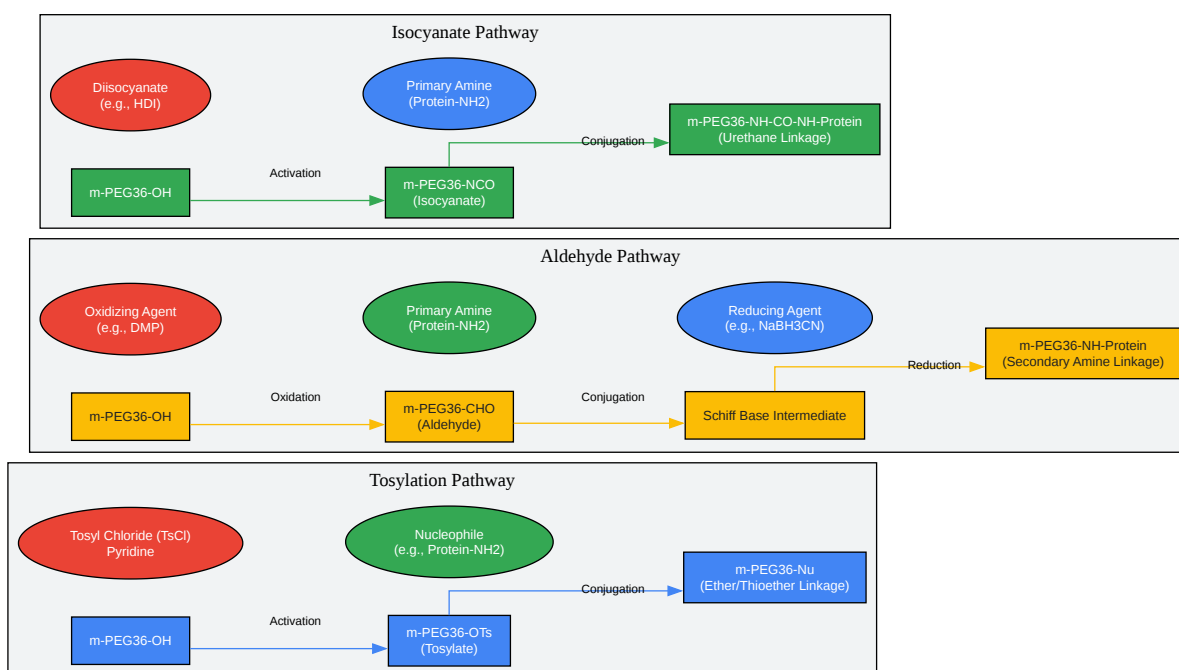 Isocyanate Pathway
Diisocyanate
(e.g., HDI)
Primary Amine
(Protein-NH2)
m-PEG36-NH-CO-NH-Protein
(Urethane Linkage)
Conjugation
Activation
m-PEG36-OH
m-PEG36-NCO
(Isocyanate)
Aldehyde Pathway
Oxidizing Agent
(e.g., DMP)
Primary Amine
(Protein-NH2)
Reducing Agent
(e.g., NaBH3CN)
m-PEG36-NH-Protein
(Secondary Amine Linkage)
Reduction
Oxidation
Conjugation
m-PEG36-OH
m-PEG36-CHO
(Aldehyde)
Schiff Base Intermediate
Tosylation Pathway
Tosyl Chloride (TsCl)
Pyridine
Nucleophile
(e.g., Protein-NH2)
m-PEG36-Nu
(Ether/Thioether Linkage)
Conjugation
Activation
m-PEG36-OH
m-PEG36-OTs
(Tosylate)